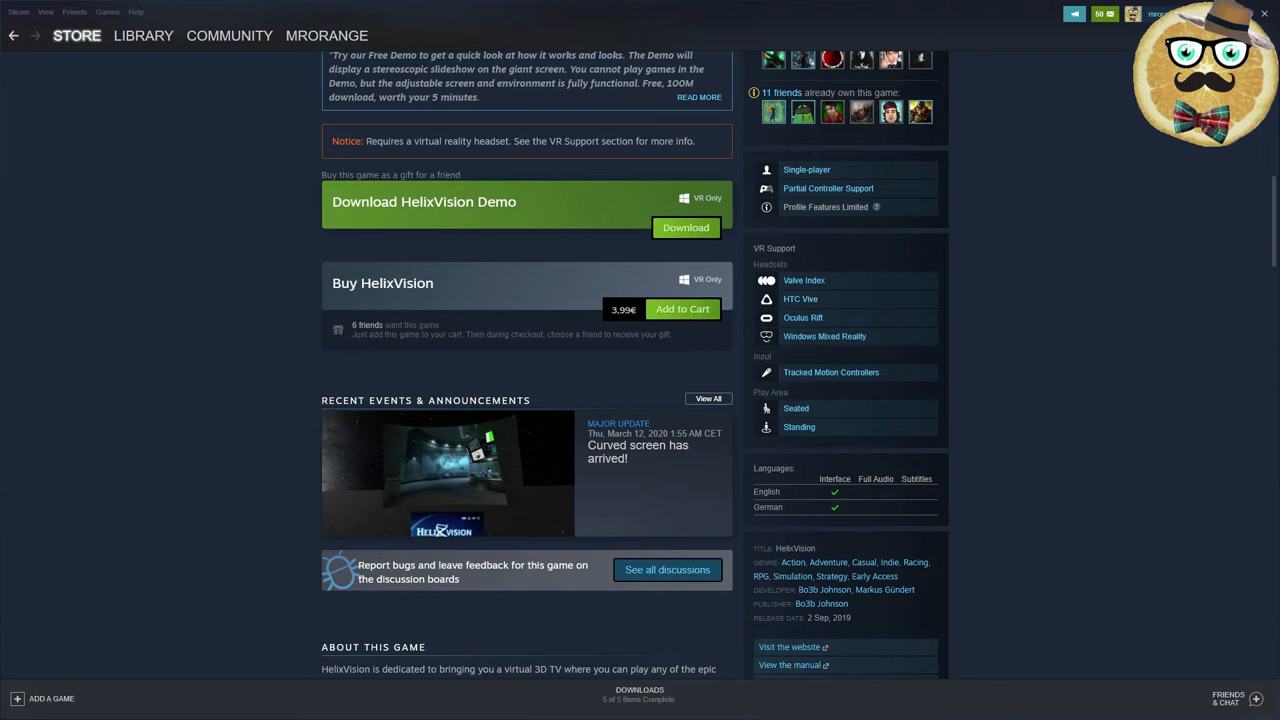 Steam View Friends Games Help
50
STORE LIBRARY COMMUNITY MRORANGE
"Try our Free Demo to get a quick look at how it works and looks. The Demo will
display a stereoscopic slideshow on the giant screen. You cannot play games in the
Demo, but the adjustable screen and environment is fully functional. Free, 100M
download, worth your 5 minutes.
READ MORE
Notice: Requires a virtual reality headset. See the VR Support section for more info.
Buy this game as a gift for a friend
Download HelixVision Demo
VR Only
Download
Buy HelixVision
VR Only
3,99€ Add to Cart
6 friends want this game.
Just add this game to your cart. Then during checkout, choose a friend to receive your gift.
RECENT EVENTS & ANNOUNCEMENTS
View All
MAJOR UPDATE
Thu, March 12, 2020 1:55 AM CET
Curved screen has
arrived!
HELIXVISION
Report bugs and leave feedback for this game on
the discussion boards
See all discussions
ABOUT THIS GAME
HelixVision is dedicated to bringing you a virtual 3D TV where you can play any of the epic
11 friends already own this game:
Single-player
Partial Controller Support
Profile Features Limited ?
VR Support
Headsets
Valve Index
HTC Vive
Oculus Rift
Windows Mixed Reality
Input
Tracked Motion Controllers
Play Area
Seated
Standing
Languages:
Interface Full Audio Subtitles
English ✓
German ✓
TITLE: HelixVision
GENRE: Action, Adventure, Casual, Indie, Racing,
RPG, Simulation, Strategy, Early Access
DEVELOPER: Bo3b Johnson, Markus Gündert
PUBLISHER: Bo3b Johnson
RELEASE DATE: 2 Sep, 2019
Visit the website
View the manual
ADD A GAME
DOWNLOADS
5 of 5 Items Complete
FRIENDS
& CHAT